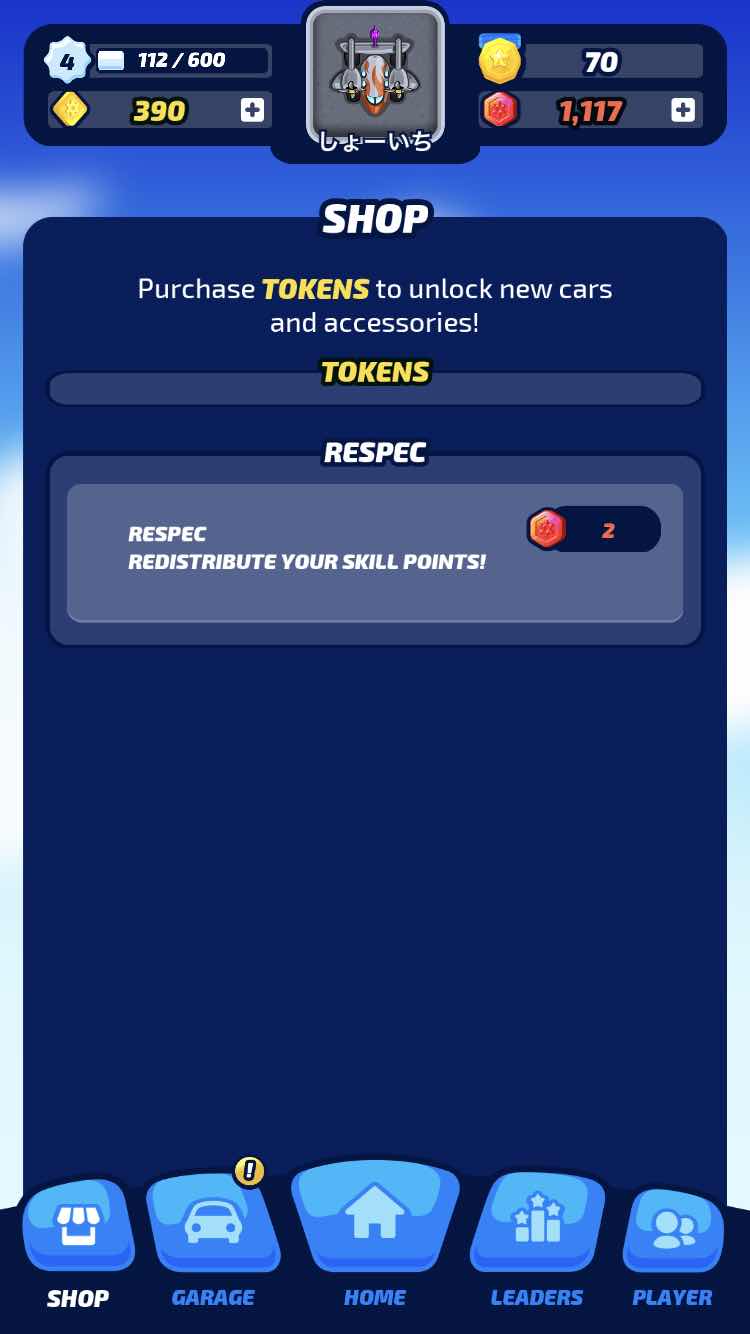 4
112 / 600
70
390
1,117
しょーいち
SHOP
Purchase TOKENS to unlock new cars
and accessories!
TOKENS
RESPEC
RESPEC
2
REDISTRIBUTE YOUR SKILL POINTS!
!
SHOP
GARAGE
HOME
LEADERS
PLAYER